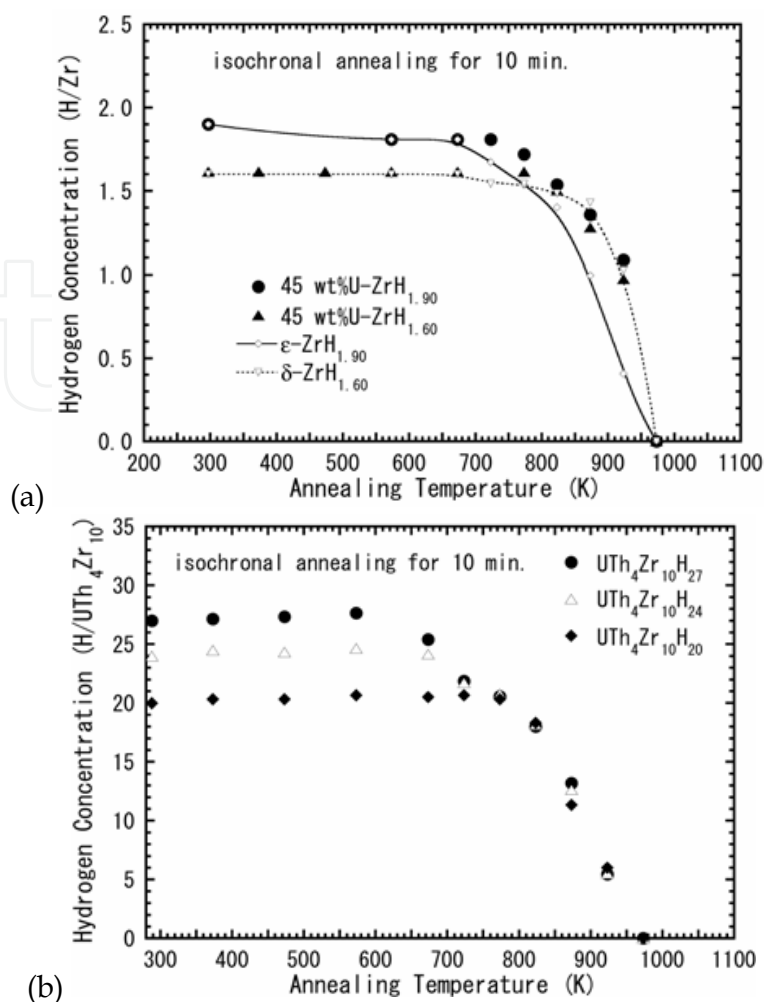 2.5
isochronal annealing for 10 min.
2.0
1.5
1.0
0.5
0.0
Hydrogen Concentration (H/Zr)
45 wt%U-ZrH1.90
45 wt%U-ZrH1.60
ε-ZrH1.90
δ-ZrH1.60
200 300 400 500 600 700 800 900 1000 1100
Annealing Temperature (K)
(a)
35
isochronal annealing for 10 min.
30
25
20
15
10
5
0
Hydrogen Concentration (H/UTh4Zr10)
UTh4Zr10H27
UTh4Zr10H24
UTh4Zr10H20
300 400 500 600 700 800 900 1000 1100
Annealing Temperature (K)
(b)